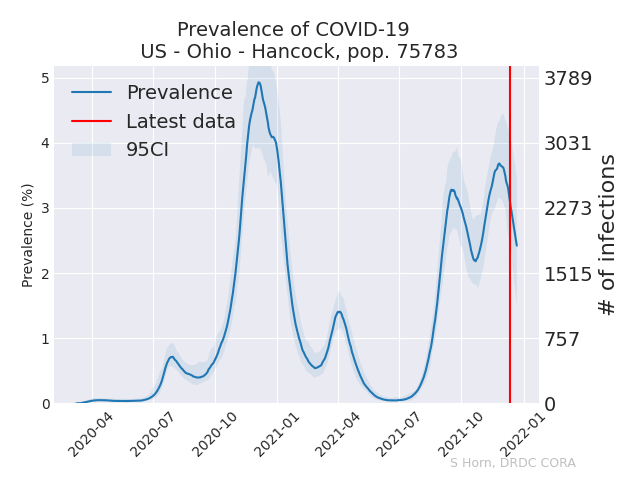 Prevalence of COVID-19
US - Ohio - Hancock, pop. 75783
Prevalence
Latest data
95CI
Prevalence (%)
5
4
3
2
1
0
3789
3031
2273
1515
757
0
# of infections
2020-04
2020-07
2020-10
2021-01
2021-04
2021-07
2021-10
2022-01
S Horn, DRDC CORA